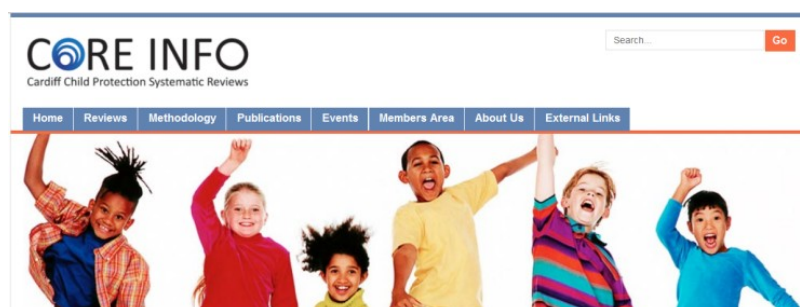 CORE INFO
Cardiff Child Protection Systematic Reviews
Search...
Go
Home Reviews Methodology Publications Events Members Area About Us External Links